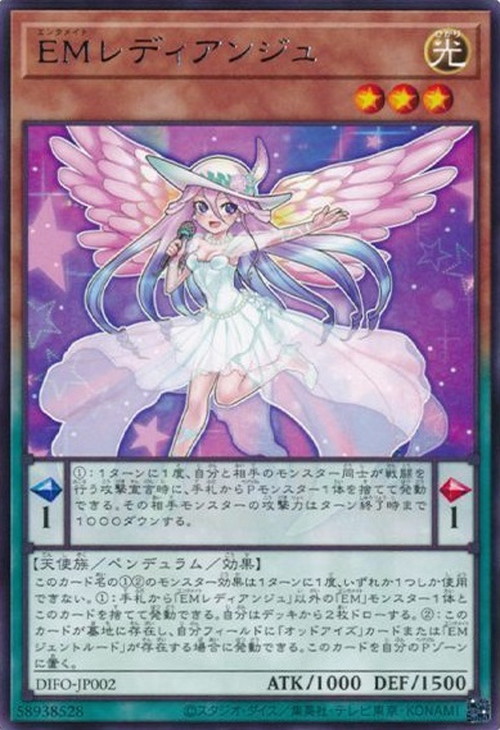 エンタメイト
EMレディアンジュ
ひかり
光
①：1ターンに1度、自分と相手のモンスター同士が戦闘を
行う攻撃宣言時に、手札からPモンスター1体を捨てて発動
できる。その相手モンスターの攻撃力はターン終了時まで
1000ダウンする。
1
1
【天使族／ペンデュラム／効果】
このカード名の①②のモンスター効果は1ターンに1度、いずれか1つしか使用
できない。①：手札から「EMレディアンジュ」以外の「EM」モンスター1体と
このカードを捨てて発動できる。自分はデッキから2枚ドローする。②：この
カードが墓地に存在し、自分フィールドに「オッドアイズ」カードまたは「EM
ジェントルード」が存在する場合に発動できる。このカードを自分のPゾーン
に置く。
DIFO-JP002
ATK/1000 DEF/1500
58938528
©スタジオ・ダイス／集英社・テレビ東京・KONAMI